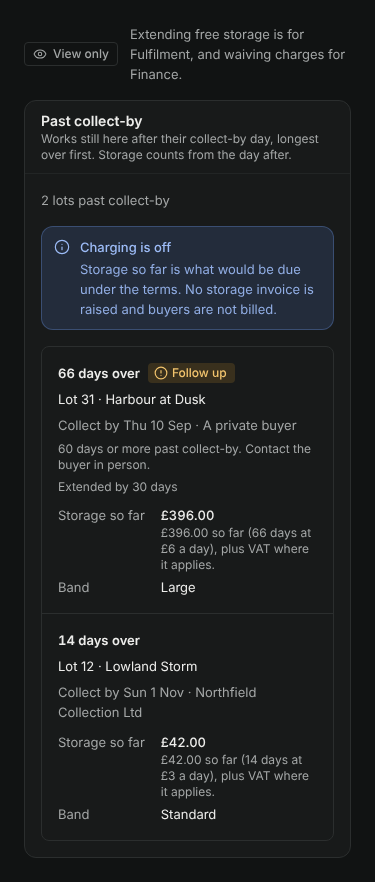 View only
Extending free storage is for
Fulfilment, and waiving charges for
Finance.
Past collect-by
Works still here after their collect-by day, longest
over first. Storage counts from the day after.
2 lots past collect-by
Charging is off
Storage so far is what would be due
under the terms. No storage invoice is
raised and buyers are not billed.
66 days over
Follow up
Lot 31 · Harbour at Dusk
Collect by Thu 10 Sep · A private buyer
60 days or more past collect-by. Contact the
buyer in person.
Extended by 30 days
Storage so far £396.00
£396.00 so far (66 days at
£6 a day), plus VAT where
it applies.
Band Large
14 days over
Lot 12 · Lowland Storm
Collect by Sun 1 Nov · Northfield
Collection Ltd
Storage so far £42.00
£42.00 so far (14 days at
£3 a day), plus VAT where
it applies.
Band Standard